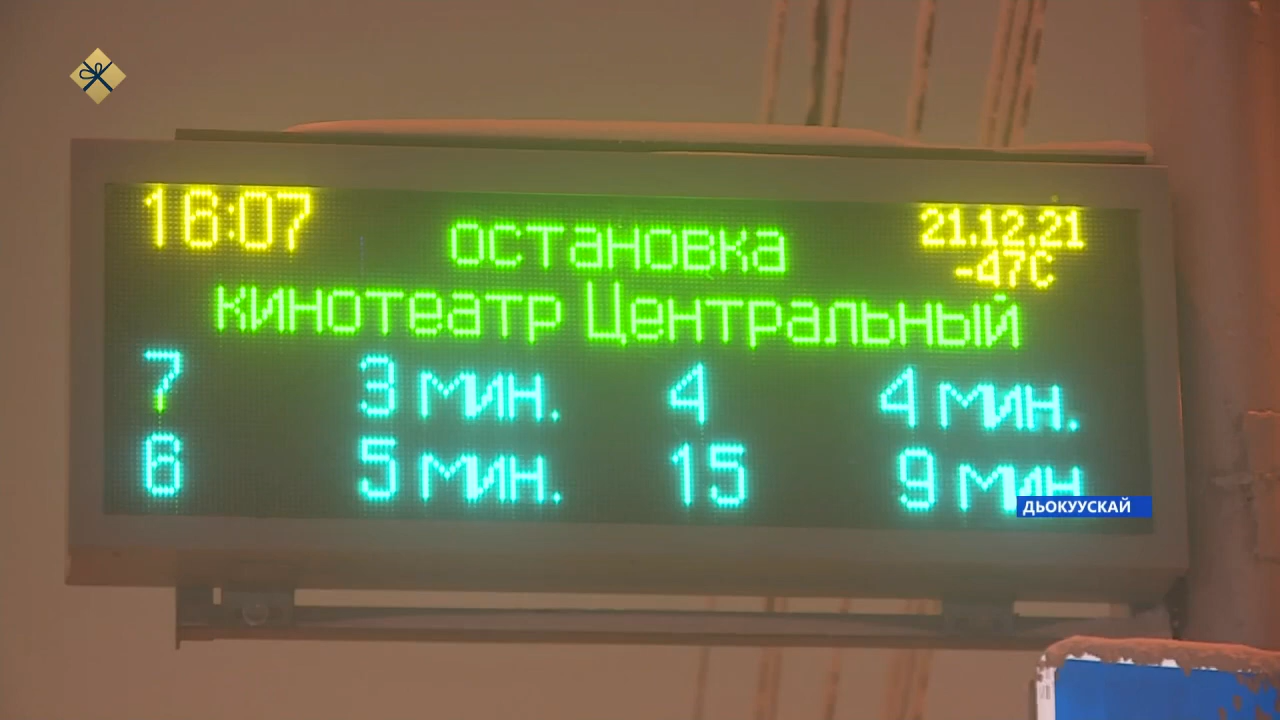 16:07 остановка 21.12.21
-47C
кинотеатр Центральный
7 3 мин. 4 4 мин.
6 5 мин. 15 9 мин
ДЬОКУУСКАЙ